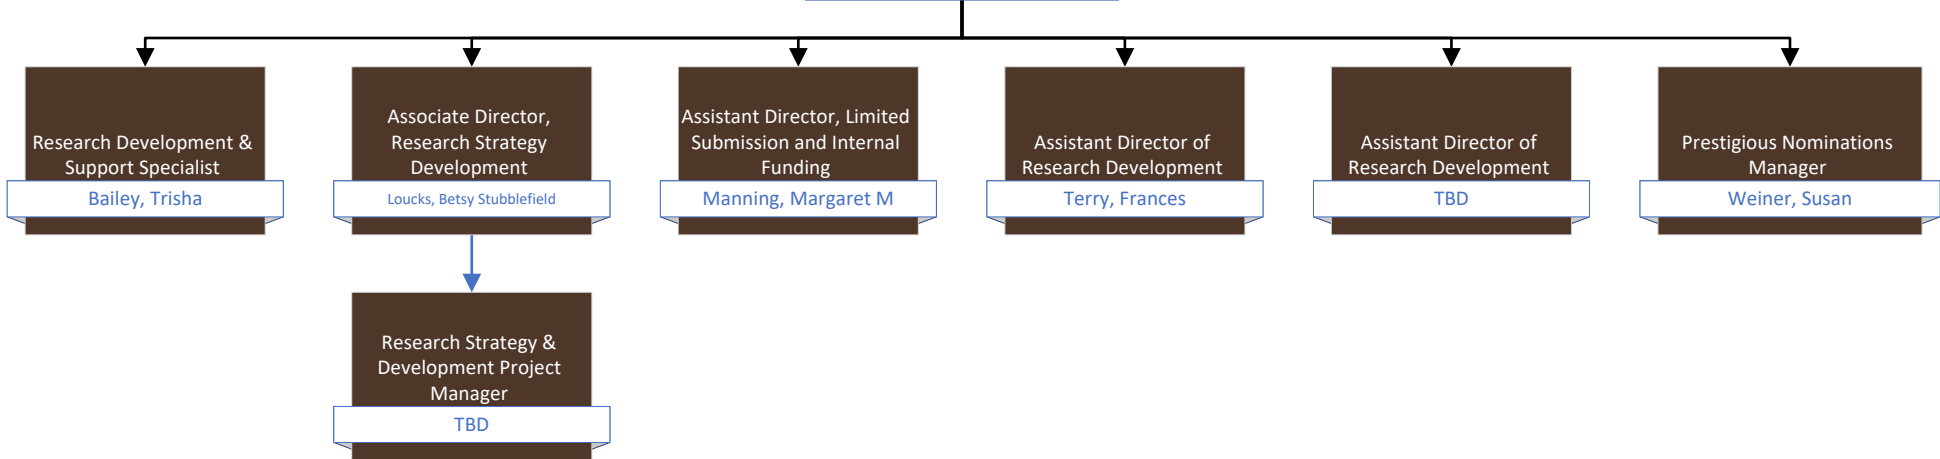 Research Development &
Support Specialist
Bailey, Trisha
Associate Director,
Research Strategy
Development
Loucks, Betsy Stubblefield
Assistant Director, Limited
Submission and Internal
Funding
Manning, Margaret M
Assistant Director of
Research Development
Terry, Frances
Assistant Director of
Research Development
TBD
Prestigious Nominations
Manager
Weiner, Susan
Research Strategy &
Development Project
Manager
TBD